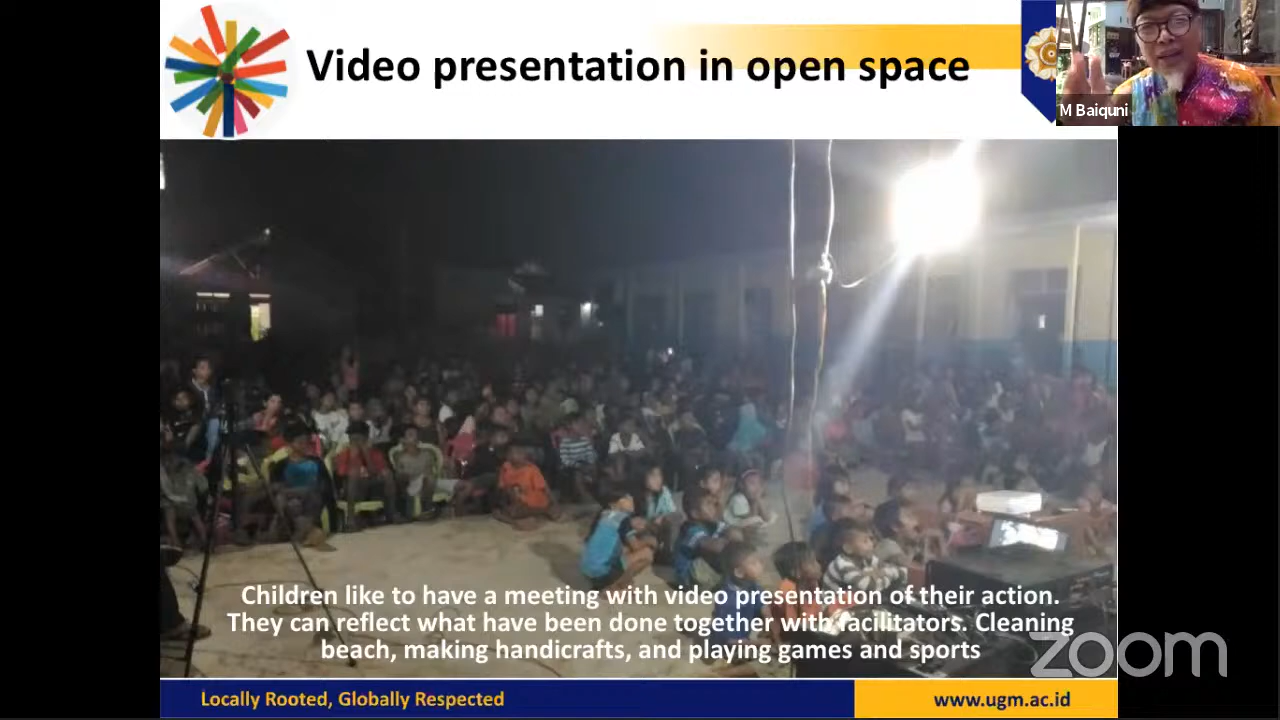 Video presentation in open space
M Baiquni
Children like to have a meeting with video presentation of their action.
They can reflect what have been done together with facilitators. Cleaning
beach, making handicrafts, and playing games and sports
zoom
Locally Rooted, Globally Respected
www.ugm.ac.id